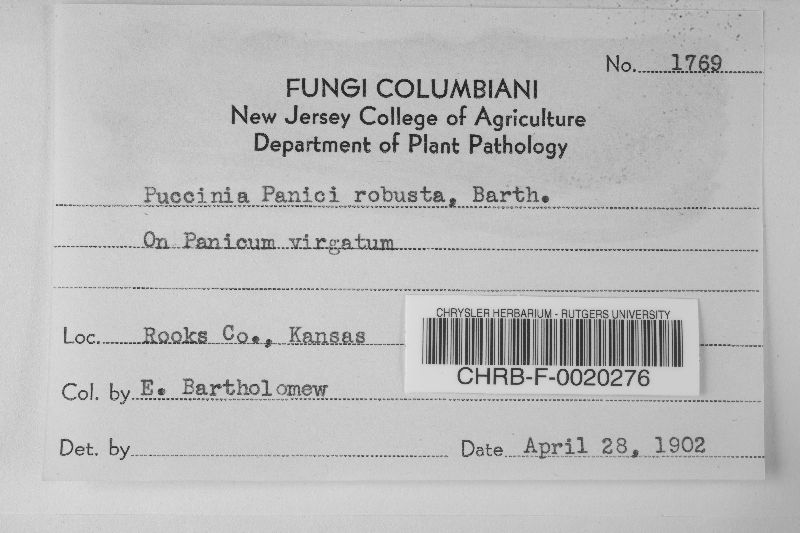 No. 1769
FUNGI COLUMBIANI
New Jersey College of Agriculture
Department of Plant Pathology
Puccinia Panici robusta, Barth.
On Panicum virgatum
CHRYSLER HERBARIUM - RUTGERS UNIVERSITY
CHRB-F-0020276
Loc. Rooks Co., Kansas
Col. by E. Bartholomew
Det. by
Date April 28, 1902